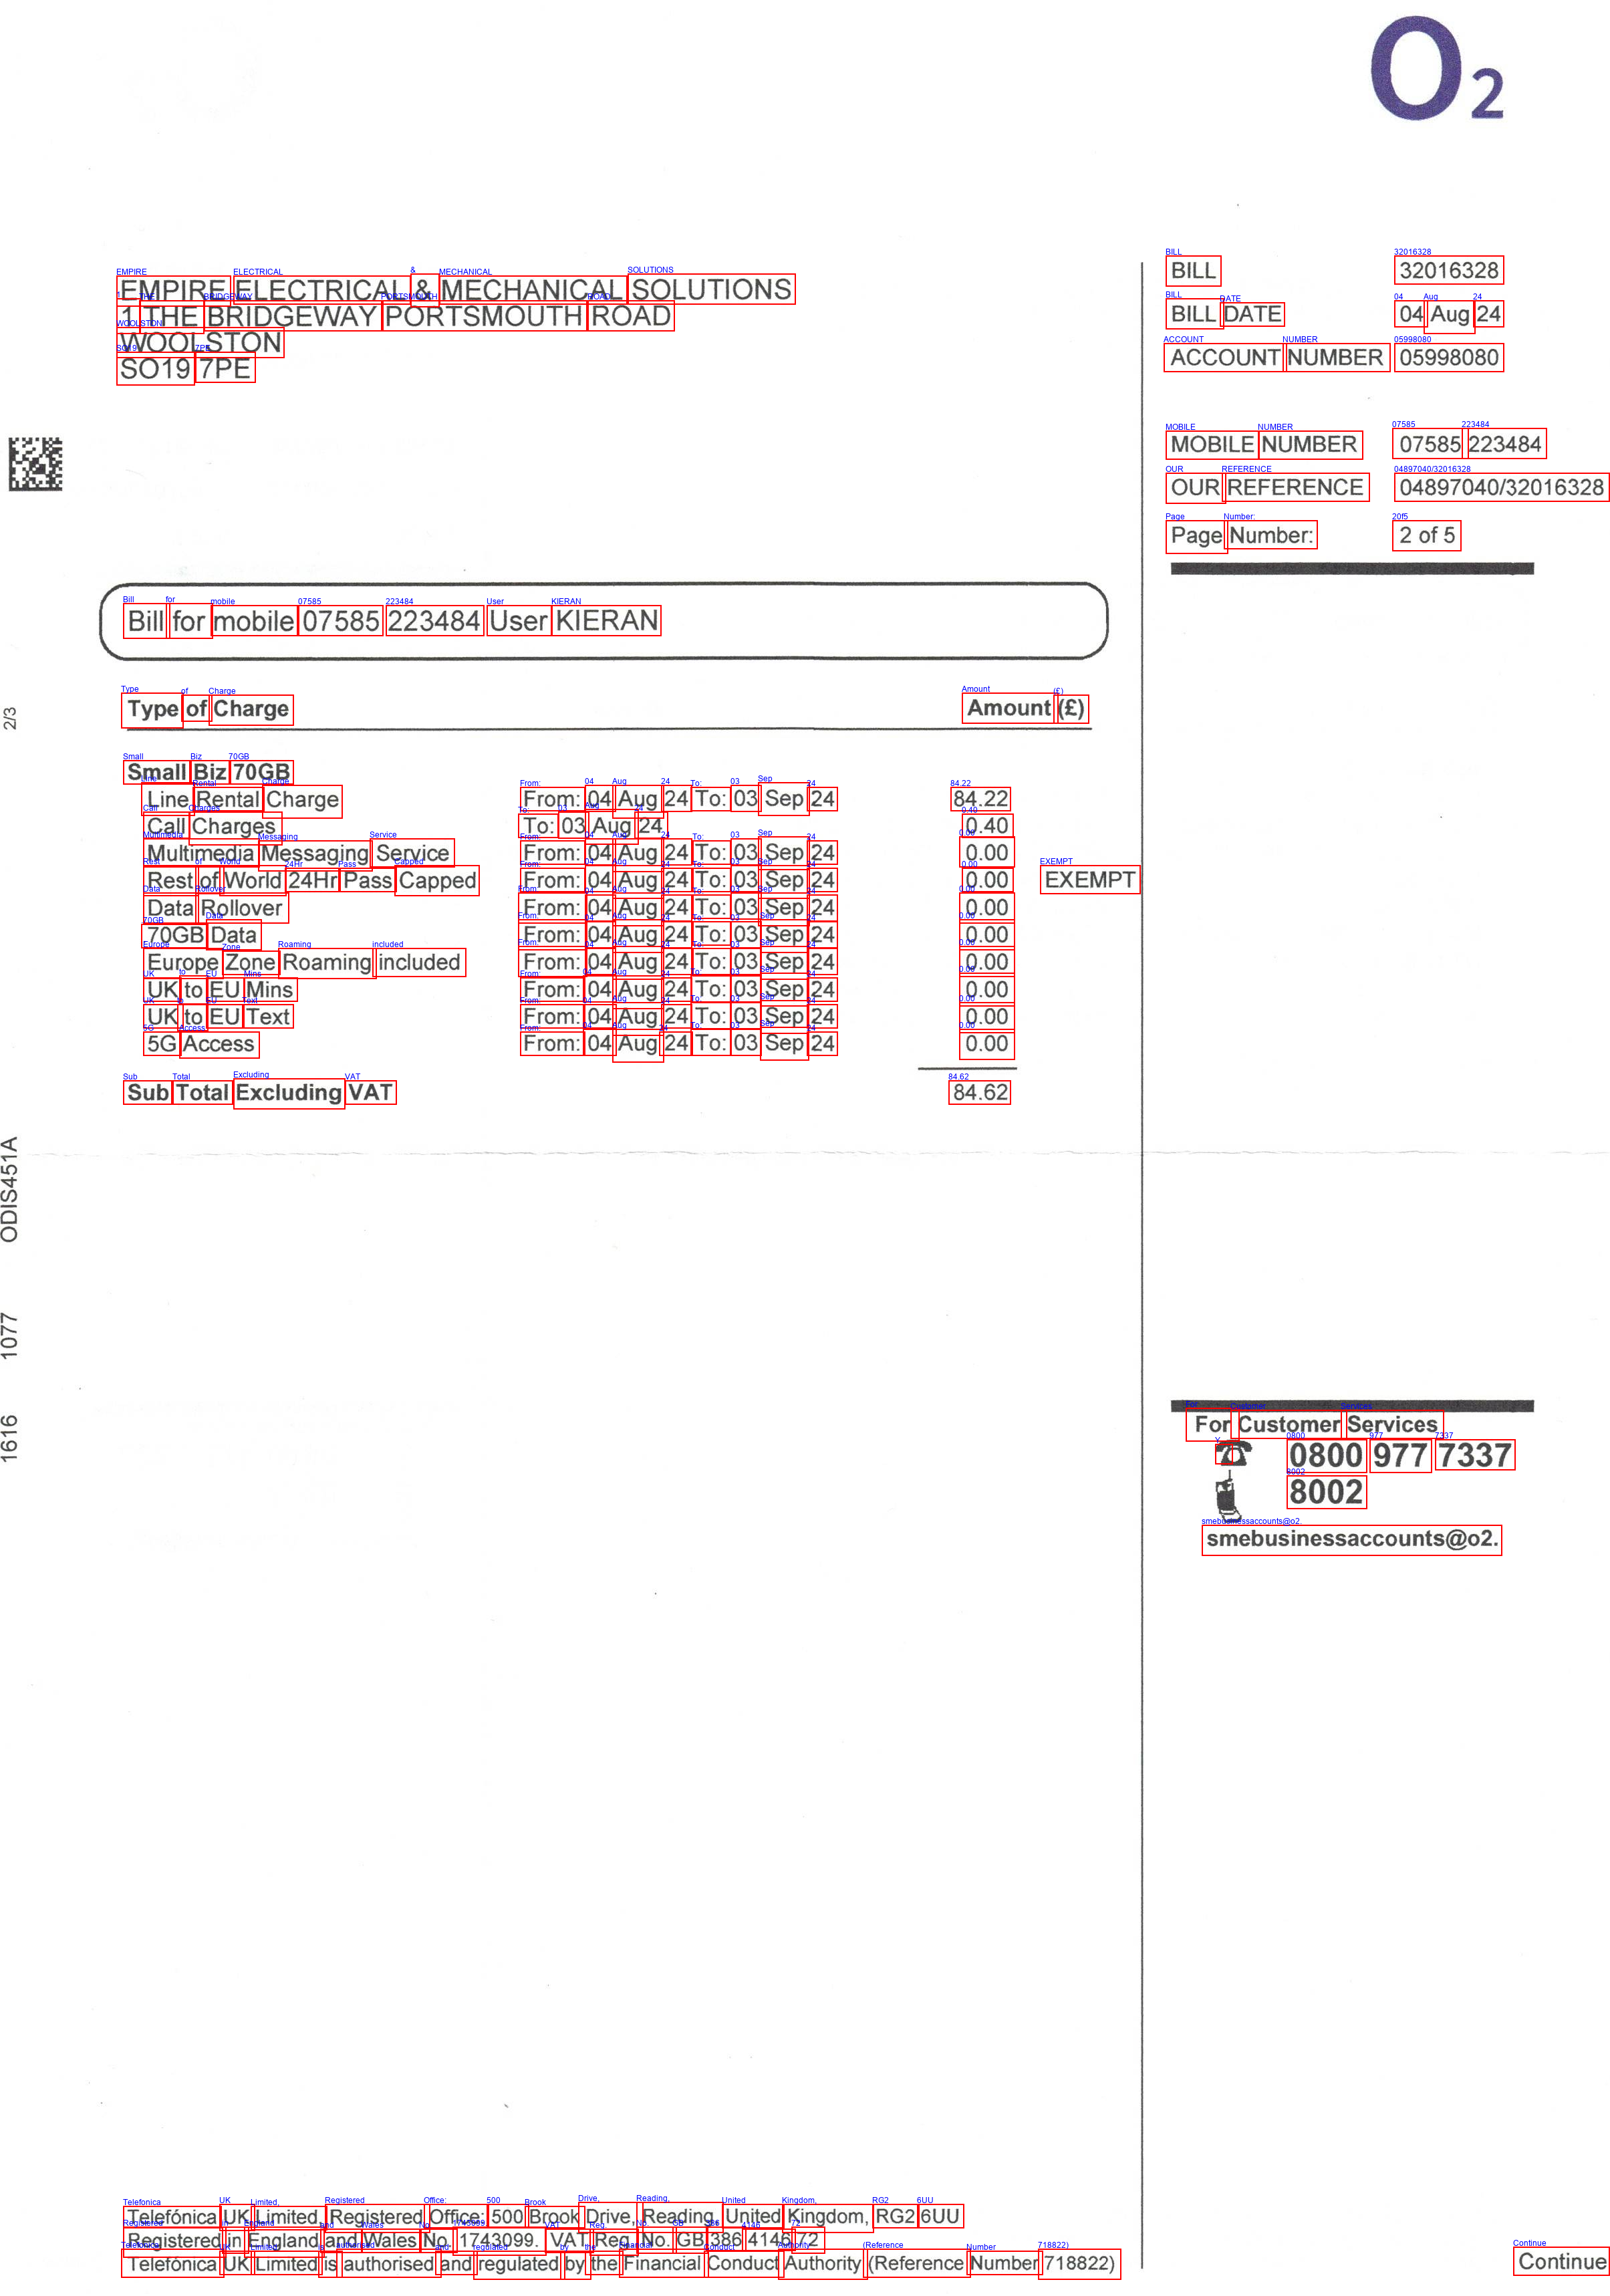 O2
EMPIRE ELECTRICAL & MECHANICAL SOLUTIONS
1 THE BRIDGEWAY PORTSMOUTH ROAD
WOOLSTON
SO19 7PE
BILL 32016328
BILL DATE 04 Aug 24
ACCOUNT NUMBER 05998080
MOBILE NUMBER 07585 223484
OUR REFERENCE 04897040/32016328
Page Number: 2 of 5
Bill for mobile 07585 223484 User KIERAN
2/3
Type of Charge Amount (£)
Small Biz 70GB
Line Rental Charge From: 04 Aug 24 To: 03 Sep 24 84.22
Call Charges To: 03 Aug 24 0.40
Multimedia Messaging Service From: 04 Aug 24 To: 03 Sep 24 0.00
Rest of World 24Hr Pass Capped From: 04 Aug 24 To: 03 Sep 24 0.00 EXEMPT
Data Rollover From: 04 Aug 24 To: 03 Sep 24 0.00
70GB Data From: 04 Aug 24 To: 03 Sep 24 0.00
Europe Zone Roaming included From: 04 Aug 24 To: 03 Sep 24 0.00
UK to EU Mins From: 04 Aug 24 To: 03 Sep 24 0.00
UK to EU Text From: 04 Aug 24 To: 03 Sep 24 0.00
5G Access From: 04 Aug 24 To: 03 Sep 24 0.00
Sub Total Excluding VAT 84.62
1616 1077 ODIS451A
For Customer Services
0800 977 7337
8002
smebusinessaccounts@o2.
Telefónica UK Limited, Registered Office: 500 Brook Drive, Reading, United Kingdom, RG2 6UU
Registered in England and Wales No. 1743099. VAT Reg. No. GB 386 4146 72
Telefónica UK Limited is authorised and regulated by the Financial Conduct Authority (Reference Number 718822)
Continue